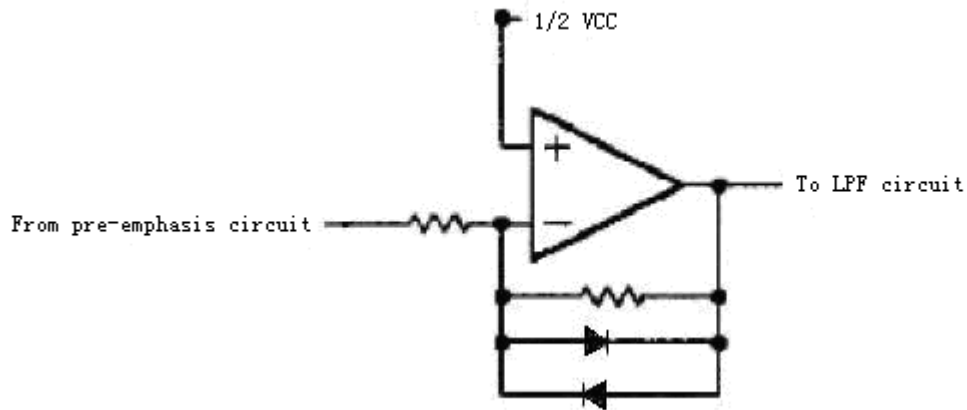 1/2 VCC
+
To LPF circuit
From pre-emphasis circuit
−